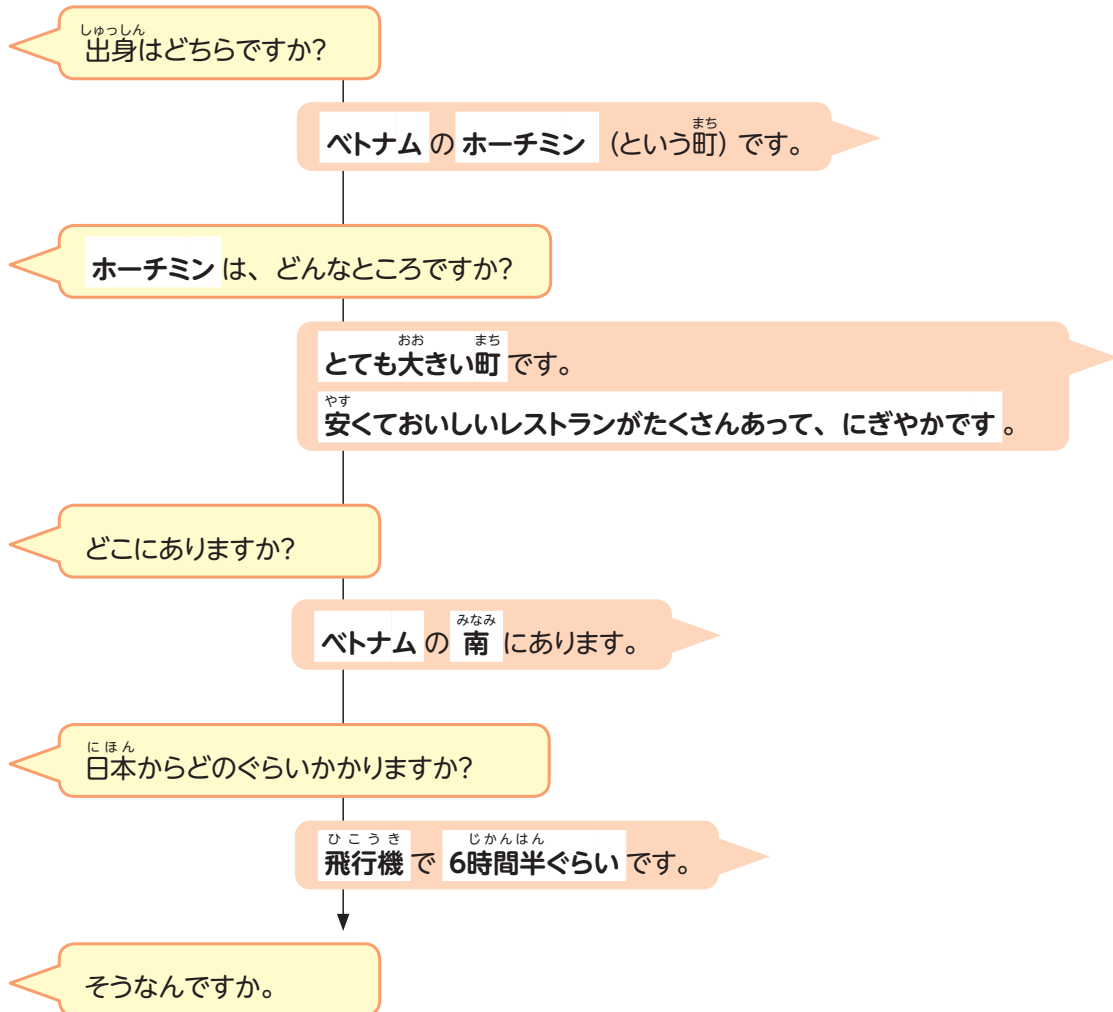 しゅっしん
出身はどちらですか?
まち
ベトナム の ホーチミン (という町) です。
ホーチミン は、どんなところですか?
おお まち
とても大きい町 です。
やす
安くておいしいレストランがたくさんあって、にぎやかです 。
どこにありますか?
みなみ
ベトナム の 南 にあります。
にほん
日本からどのぐらいかかりますか?
ひこうき じかんはん
飛行機 で 6時間半ぐらい です。
そうなんですか。